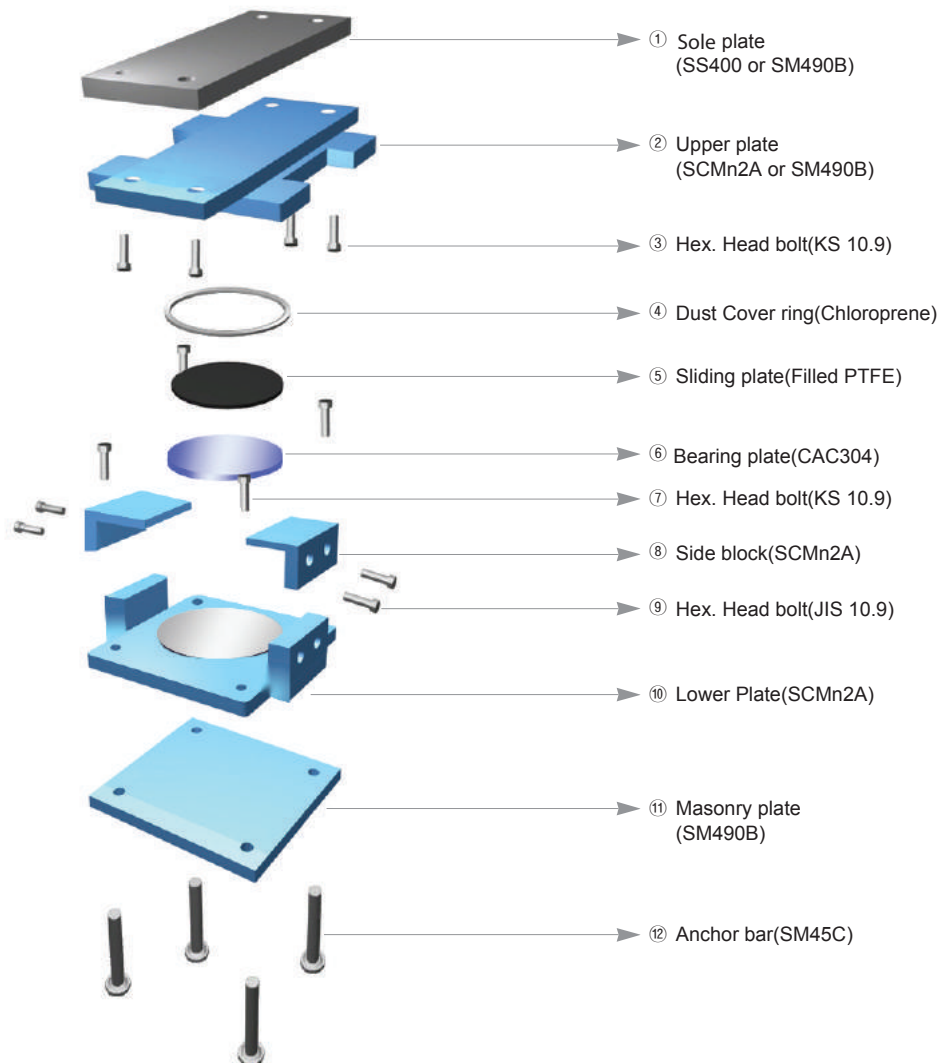 ① Sole plate
(SS400 or SM490B)
② Upper plate
(SCMn2A or SM490B)
③ Hex. Head bolt(KS 10.9)
④ Dust Cover ring(Chloroprene)
⑤ Sliding plate(Filled PTFE)
⑥ Bearing plate(CAC304)
⑦ Hex. Head bolt(KS 10.9)
⑧ Side block(SCMn2A)
⑨ Hex. Head bolt(JIS 10.9)
⑩ Lower Plate(SCMn2A)
⑪ Masonry plate
(SM490B)
⑫ Anchor bar(SM45C)